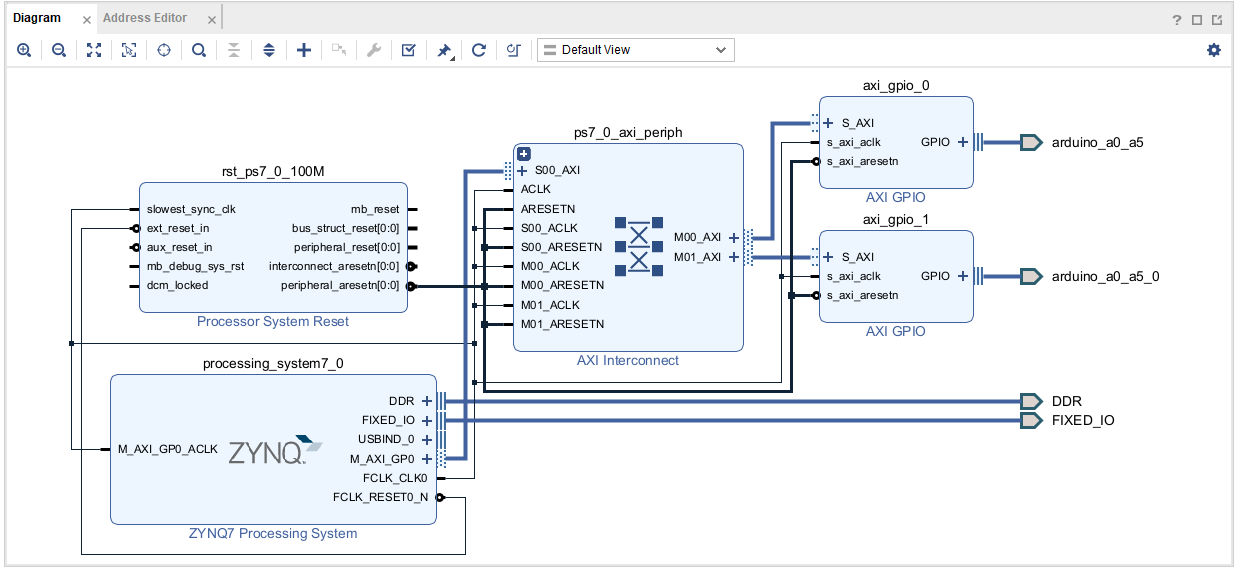 Diagram
Address Editor
Default View
rst_ps7_0_100M
slowest_sync_clk
ext_reset_in
aux_reset_in
mb_debug_sys_rst
dcm_locked
mb_reset
bus_struct_reset[0:0]
peripheral_reset[0:0]
interconnect_aresetn[0:0]
peripheral_aresetn[0:0]
Processor System Reset
processing_system7_0
M_AXI_GP0_ACLK
ZYNQ
DDR
FIXED_IO
USBIND_0
M_AXI_GP0
FCLK_CLK0
FCLK_RESET0_N
ZYNQ7 Processing System
ps7_0_axi_periph
S00_AXI
ACLK
ARESETN
S00_ACLK
S00_ARESETN
M00_ACLK
M00_ARESETN
M01_ACLK
M01_ARESETN
M00_AXI
M01_AXI
AXI Interconnect
axi_gpio_0
S_AXI
s_axi_aclk
s_axi_aresetn
GPIO
AXI GPIO
arduino_a0_a5
axi_gpio_1
S_AXI
s_axi_aclk
s_axi_aresetn
GPIO
AXI GPIO
arduino_a0_a5_0
DDR
FIXED_IO